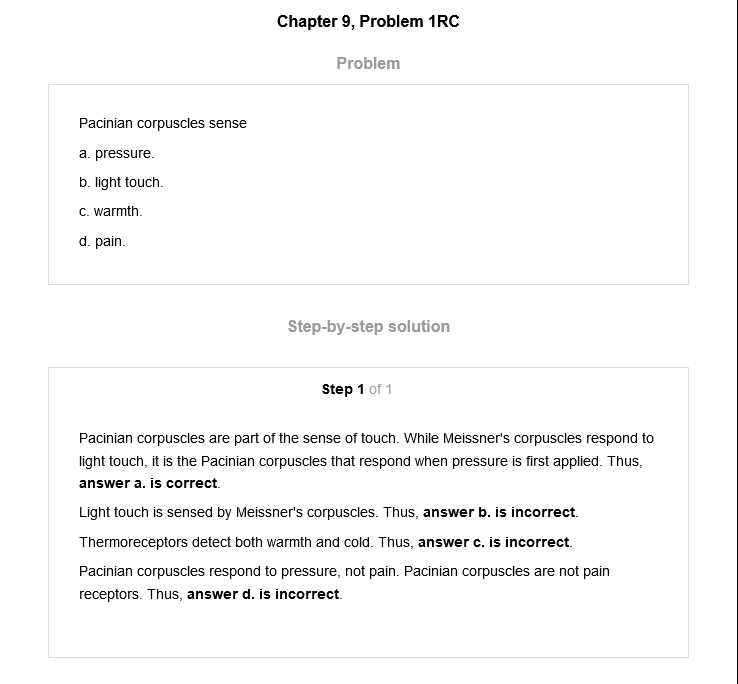 Chapter 9, Problem 1RC
Problem
Pacinian corpuscles sense
a. pressure.
b. light touch.
c. warmth.
d. pain.
Step-by-step solution
Step 1 of 1
Pacinian corpuscles are part of the sense of touch. While Meissner's corpuscles respond to
light touch, it is the Pacinian corpuscles that respond when pressure is first applied. Thus,
answer a. is correct.
Light touch is sensed by Meissner's corpuscles. Thus, answer b. is incorrect.
Thermoreceptors detect both warmth and cold. Thus, answer c. is incorrect.
Pacinian corpuscles respond to pressure, not pain. Pacinian corpuscles are not pain
receptors. Thus, answer d. is incorrect.